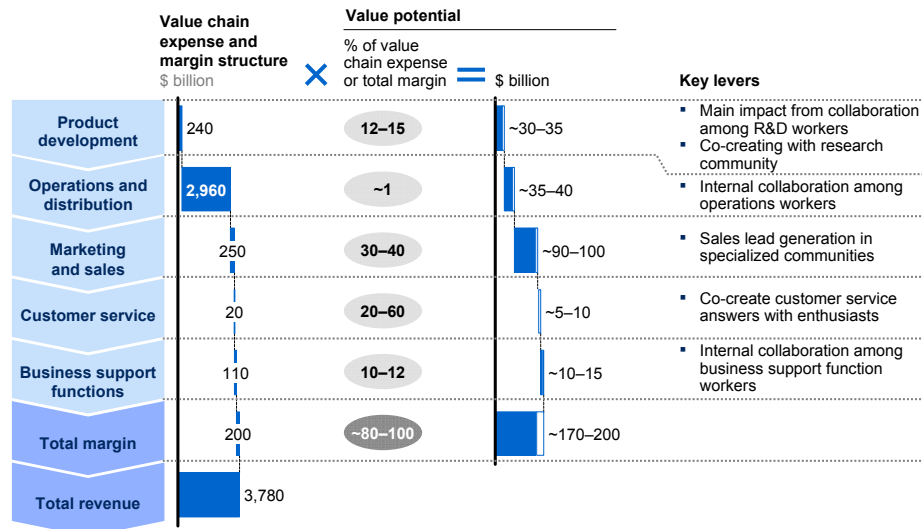 Value chain
expense and
margin structure
$ billion
Value potential
% of value
chain expense
or total margin
$ billion
Key levers
Product
development
240
12–15
~30–35
▪ Main impact from collaboration
among R&D workers
▪ Co-creating with research
community
Operations and
distribution
2,960
~1
~35–40
▪ Internal collaboration among
operations workers
Marketing
and sales
250
30–40
~90–100
▪ Sales lead generation in
specialized communities
Customer service
20
20–60
~5–10
▪ Co-create customer service
answers with enthusiasts
Business support
functions
110
10–12
~10–15
▪ Internal collaboration among
business support function
workers
Total margin
200
~80–100
~170–200
Total revenue
3,780